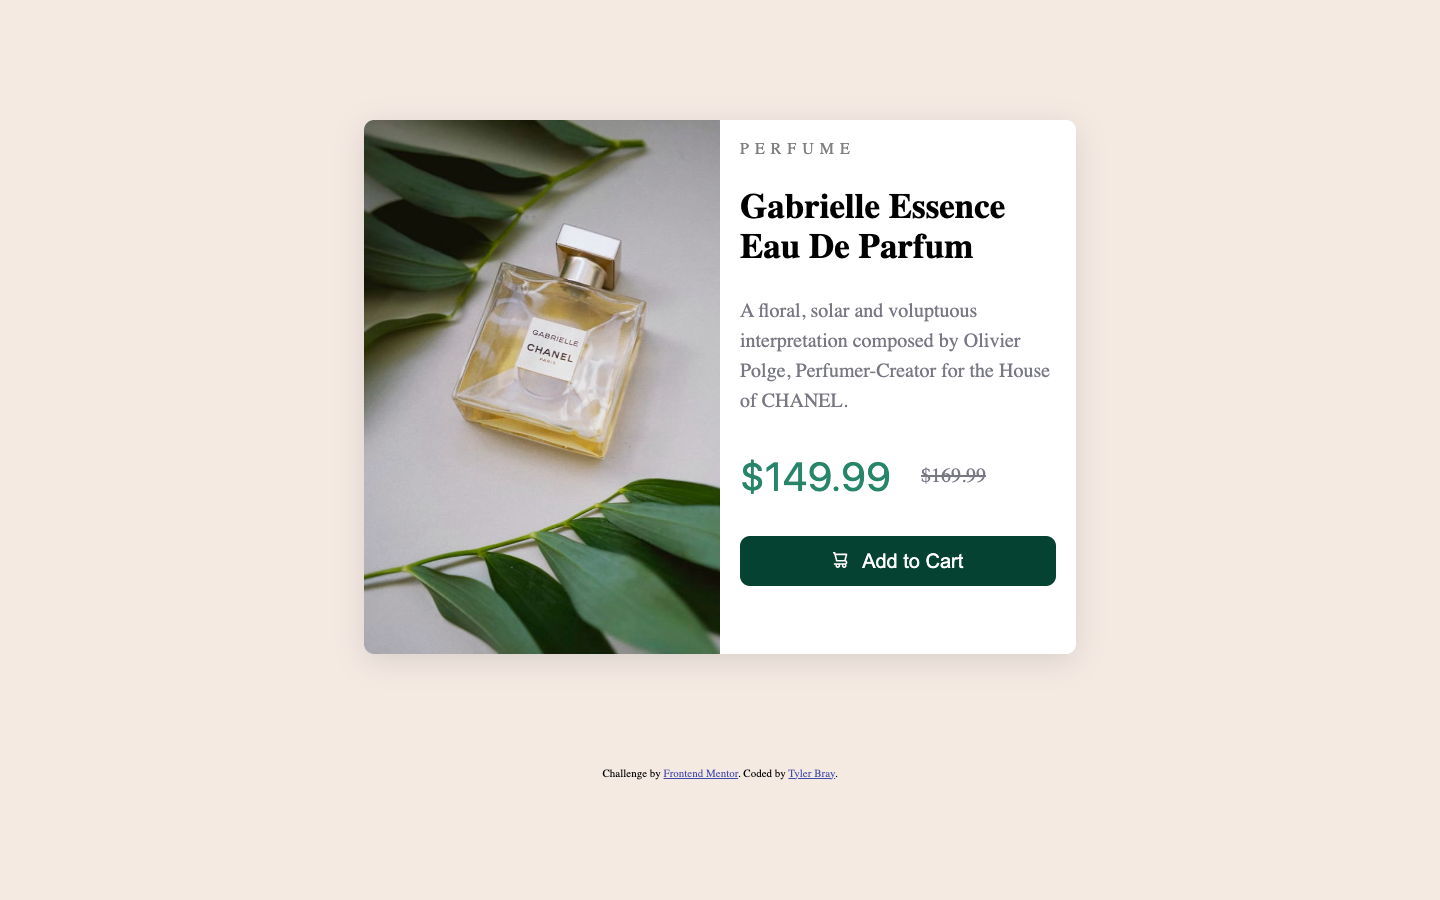 GABRIELLE
CHANEL
PARIS
PERFUME
Gabrielle Essence
Eau De Parfum
A floral, solar and voluptuous
interpretation composed by Olivier
Polge, Perfumer-Creator for the House
of CHANEL.
$149.99 $169.99
Add to Cart
Challenge by Frontend Mentor. Coded by Tyler Bray.